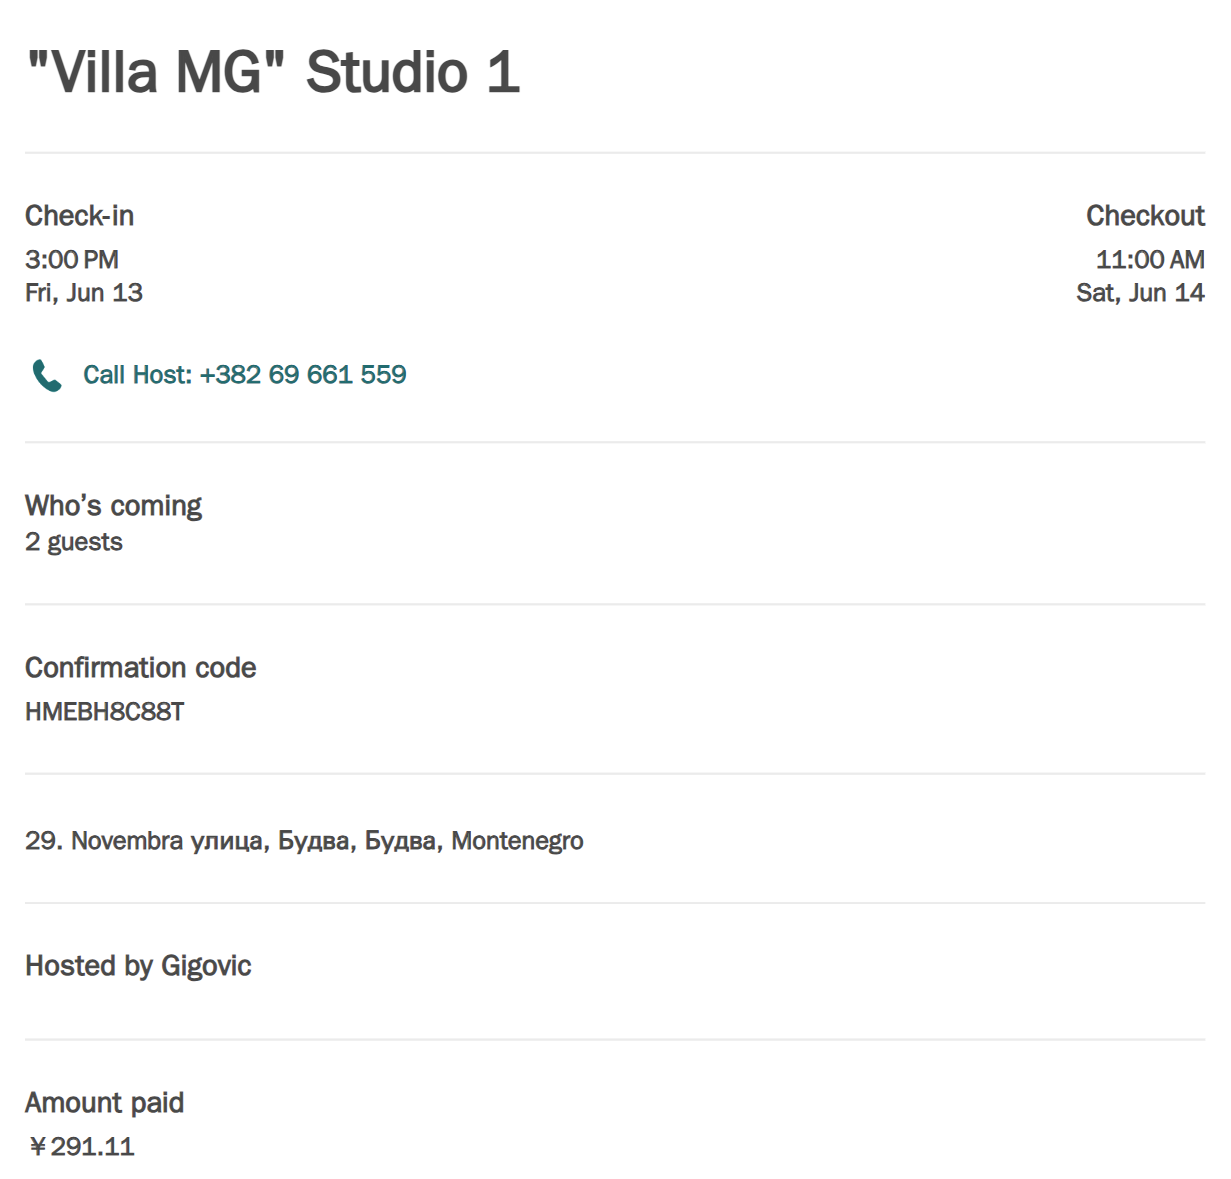 "Villa MG" Studio 1
Check-in
Checkout
3:00 PM
11:00 AM
Fri, Jun 13
Sat, Jun 14
Call Host: +382 69 661 559
Who’s coming
2 guests
Confirmation code
HMEBH8C88T
29. Novembra улица, Будва, Будва, Montenegro
Hosted by Gigovic
Amount paid
¥291.11